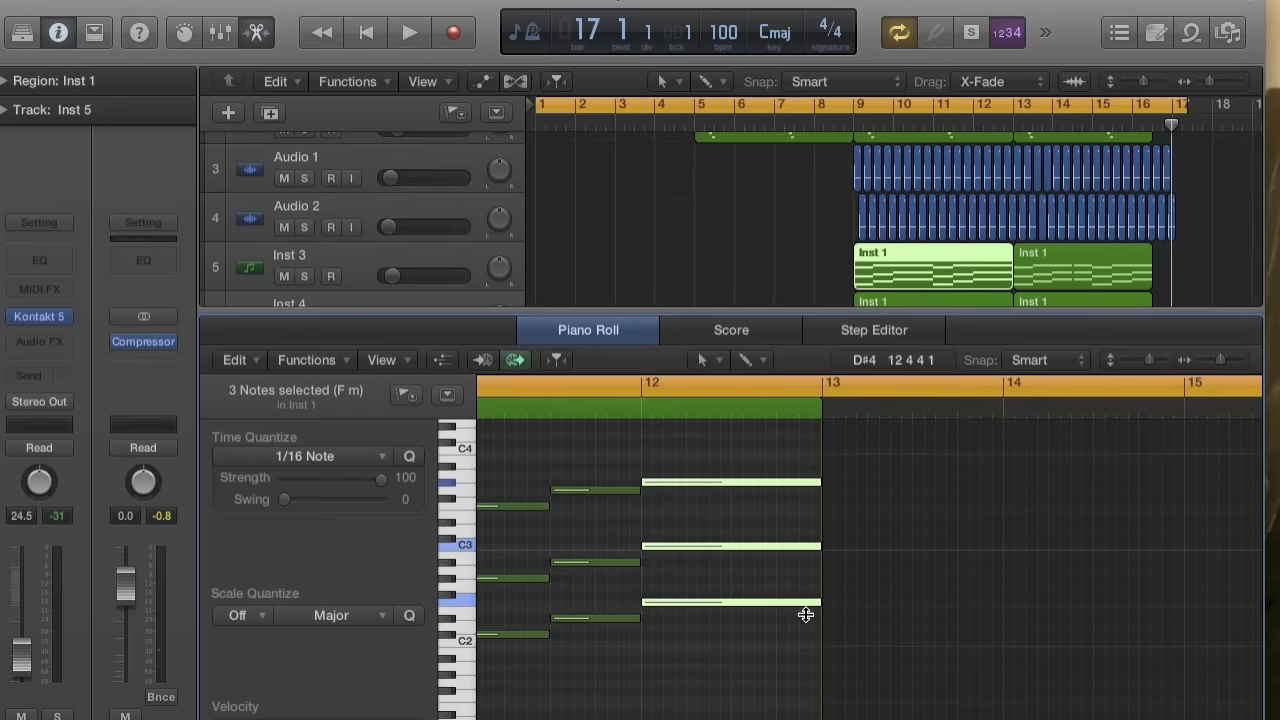 17 1 1 1 100 Cmaj 4/4
bar beat div tick bpm key signature
S 1234
Region: Inst 1
Edit Functions View Snap: Smart Drag: X-Fade
Track: Inst 5
1 2 3 4 5 6 7 8 9 10 11 12 13 14 15 16 17 18
3 Audio 1
M S R I L R
4 Audio 2
M S R I L R
5 Inst 3
M S R L R
Inst 1 Inst 1
Inst 4
Inst 1 Inst 1
Setting Setting
EQ EQ
MIDI FX
Kontakt 5
Audio FX Compressor
Send
Stereo Out
Read Read
24.5 -31 0.0 -0.8
Bnce
M S M
Piano Roll Score Step Editor
Edit Functions View D#4 12 4 4 1 Snap: Smart
3 Notes selected (F m)
in Inst 1
12 13 14 15
Time Quantize
1/16 Note Q
Strength 100
Swing 0
Scale Quantize
Off Major Q
Velocity
C4
C3
C2